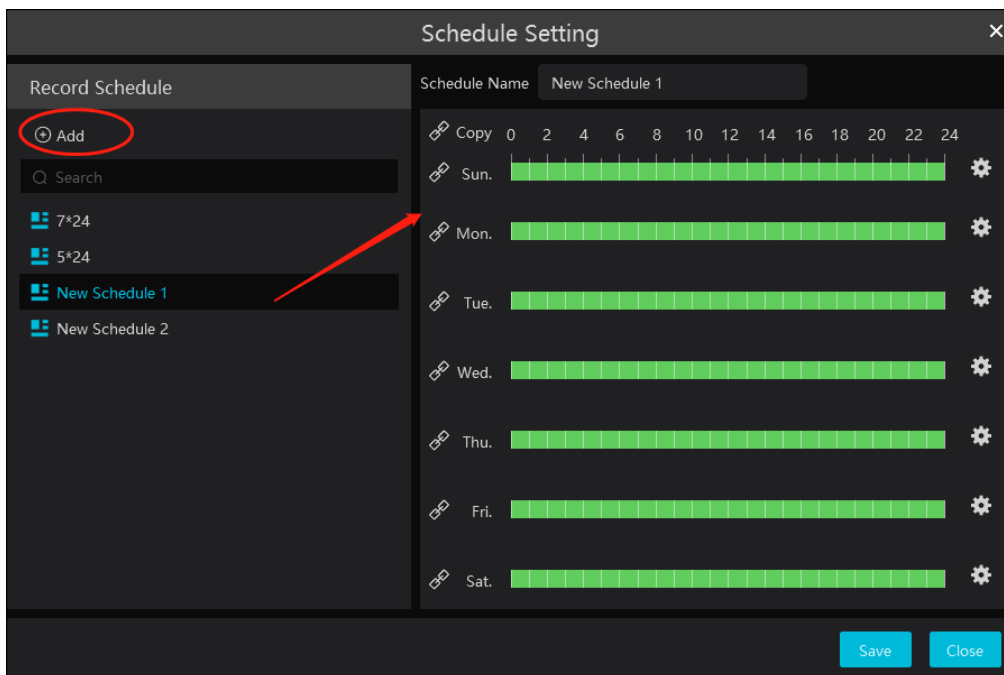 Schedule Setting
Record Schedule
Add
Search
7*24
5*24
New Schedule 1
New Schedule 2
Schedule Name New Schedule 1
Copy 0 2 4 6 8 10 12 14 16 18 20 22 24
Sun.
Mon.
Tue.
Wed.
Thu.
Fri.
Sat.
Save Close